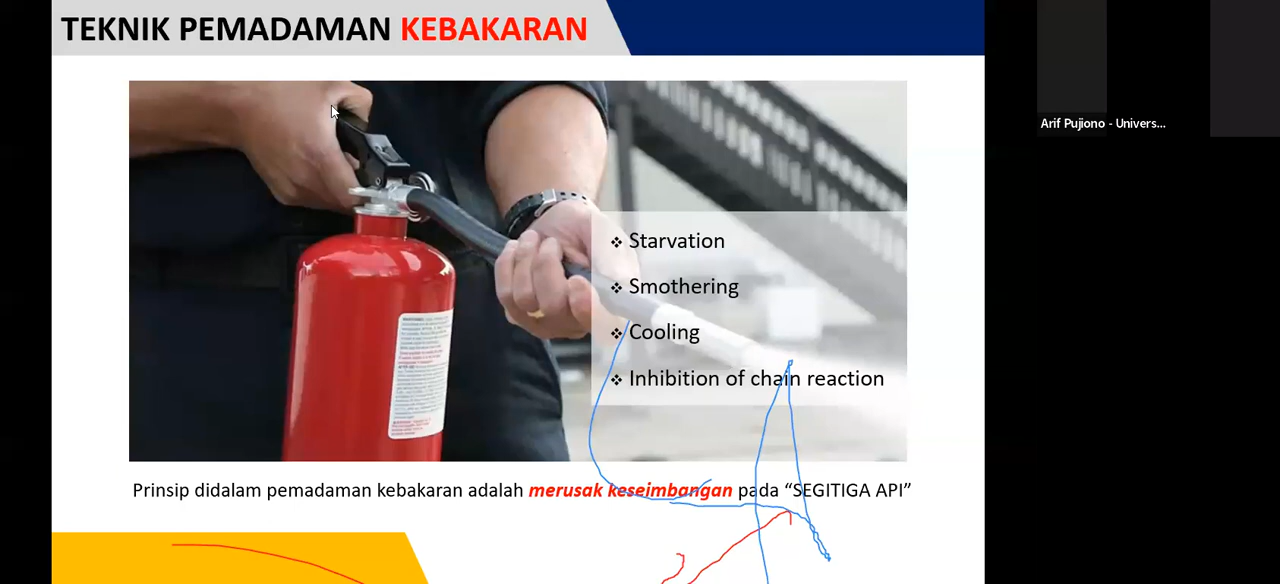 TEKNIK PEMADAMAN KEBAKARAN
Arif Pujiono - Univers...
❖ Starvation
❖ Smothering
❖ Cooling
❖ Inhibition of chain reaction
Prinsip didalam pemadaman kebakaran adalah merusak keseimbangan pada “SEGITIGA API”